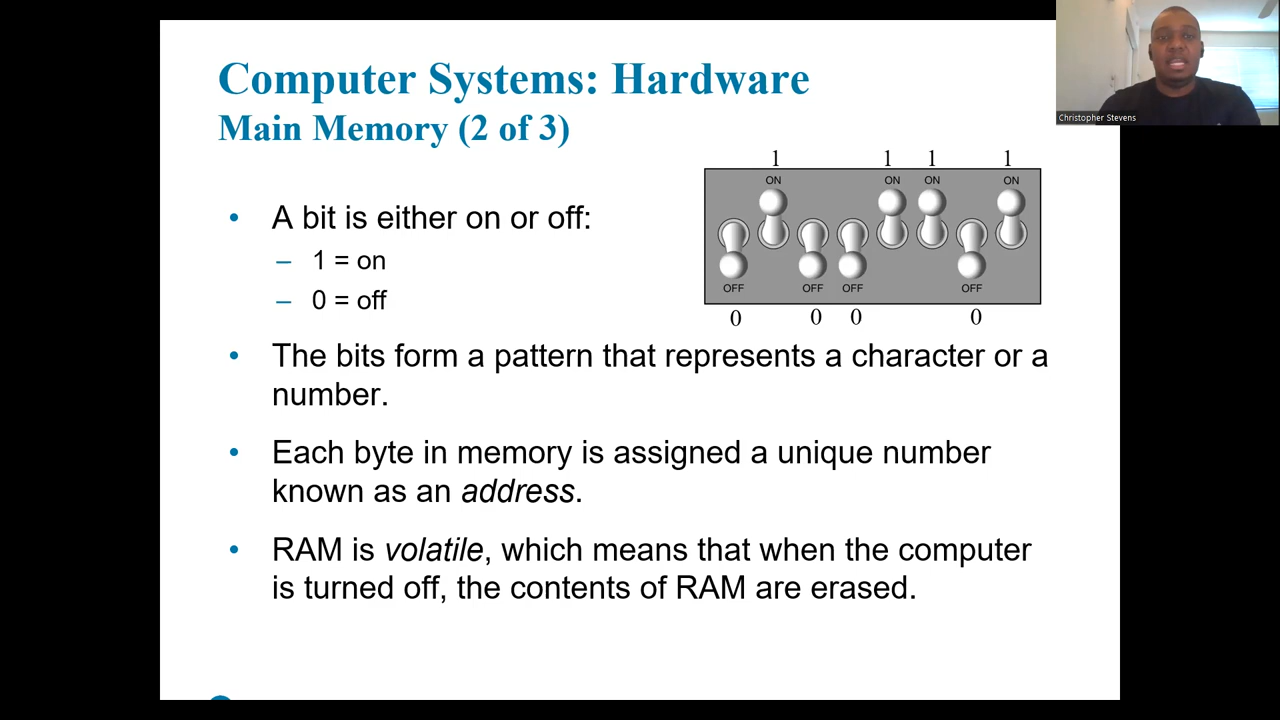 Computer Systems: Hardware
Main Memory (2 of 3)
Christopher Stevens
1 1 1 1
ON ON ON ON
OFF OFF OFF OFF
0 0 0 0
• A bit is either on or off:
– 1 = on
– 0 = off
• The bits form a pattern that represents a character or a
number.
• Each byte in memory is assigned a unique number
known as an address.
• RAM is volatile, which means that when the computer
is turned off, the contents of RAM are erased.